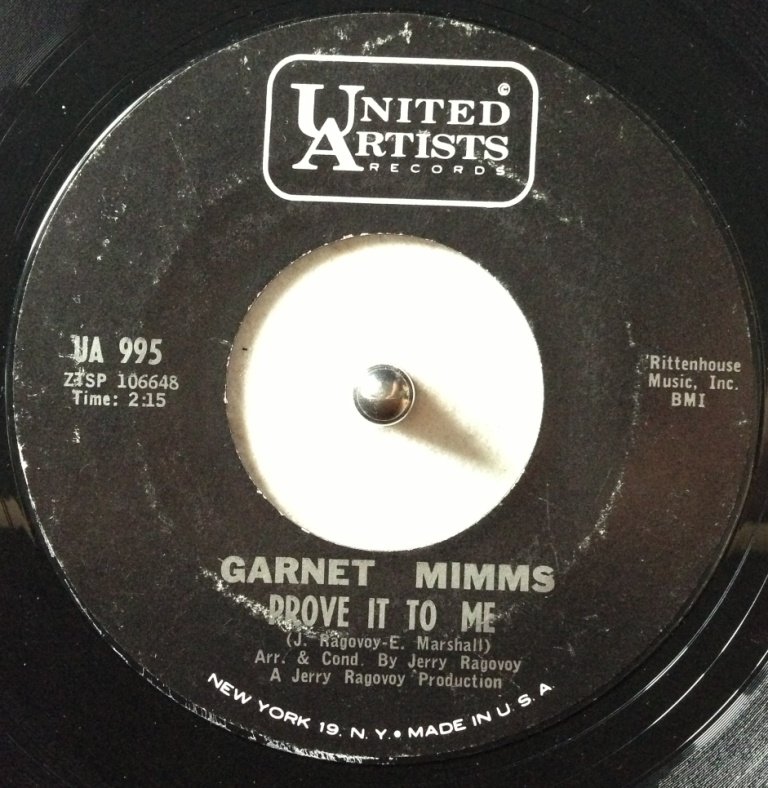 ©
UNITED
ARTISTS
RECORDS
UA 995
ZTSP 106648
Time: 2:15
Rittenhouse
Music, Inc.
BMI
GARNET MIMMS
PROVE IT TO ME
(J. Ragovoy-E. Marshall)
Arr. & Cond. By Jerry Ragovoy
A Jerry Ragovoy Production
NEW YORK 19, N. Y. • MADE IN U. S. A.